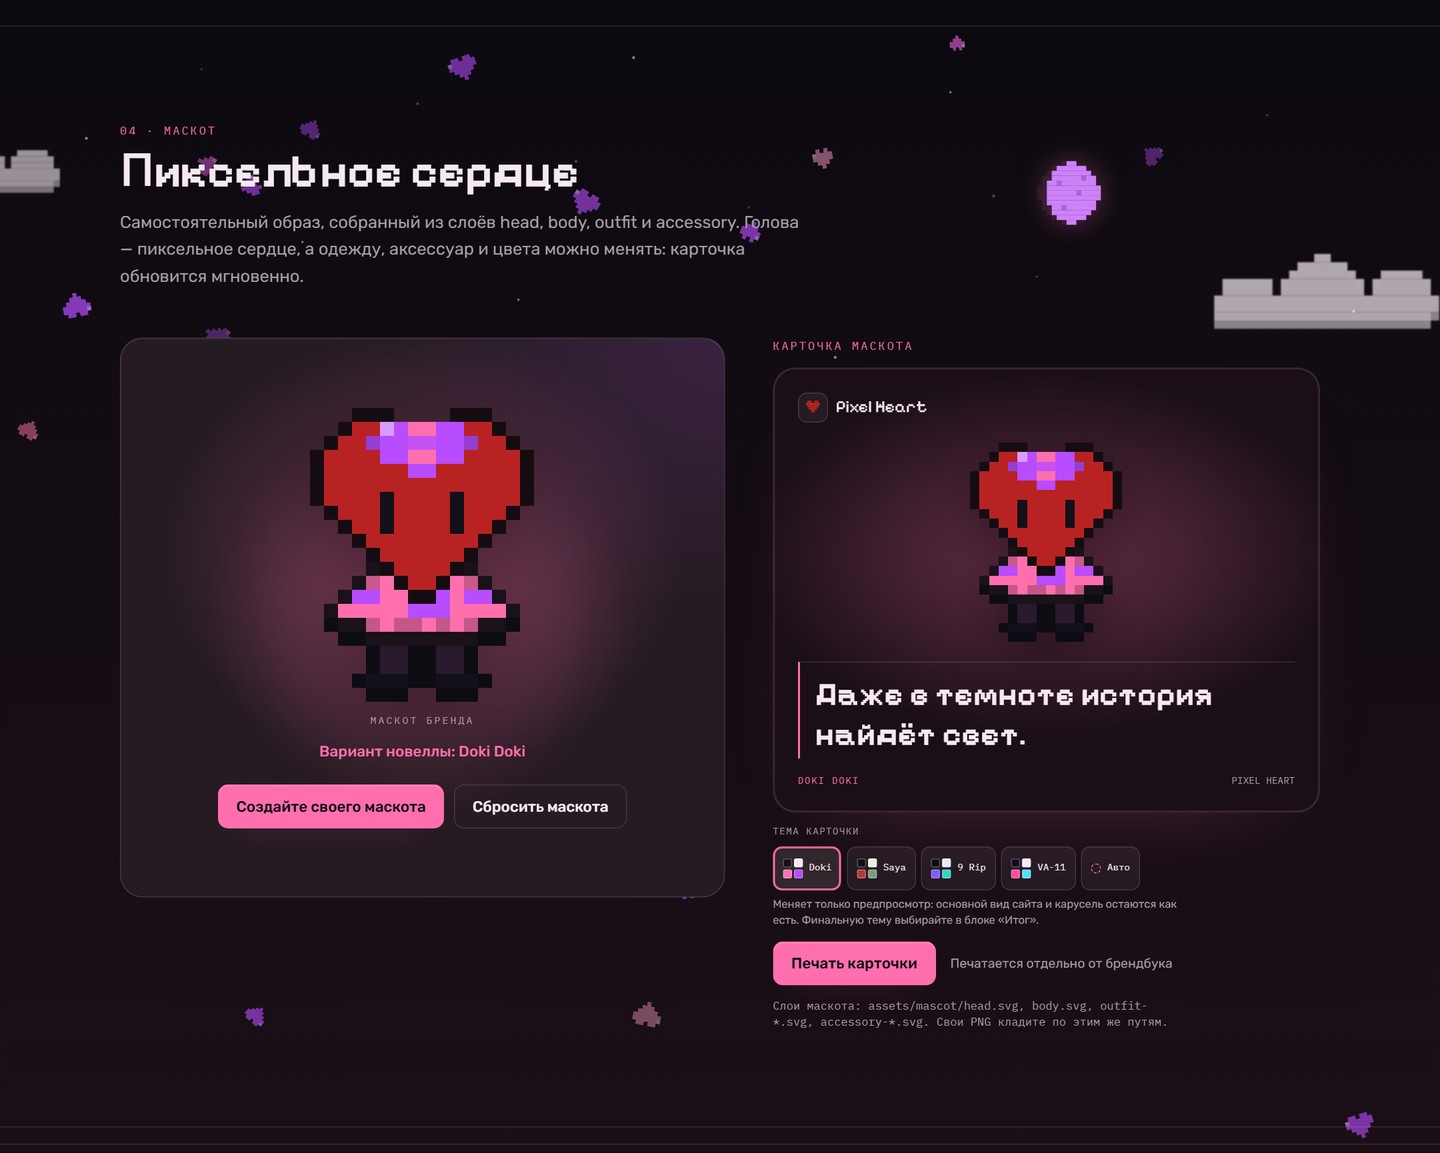 04 · МАСКОТ
Пиксельное сердце
Самостоятельный образ, собранный из слоёв head, body, outfit и accessory. Голова
— пиксельное сердце, а одежду, аксессуар и цвета можно менять: карточка
обновится мгновенно.
МАСКОТ БРЕНДА
Вариант новеллы: Doki Doki
Создайте своего маскота
Сбросить маскота
КАРТОЧКА МАСКОТА
Pixel Heart
Даже в темноте история
найдёт свет.
DOKI DOKI
PIXEL HEART
ТЕМА КАРТОЧКИ
Doki
Saya
9 Rip
VA-11
Авто
Меняет только предпросмотр: основной вид сайта и карусель остаются как
есть. Финальную тему выбирайте в блоке «Итог».
Печать карточки
Печатается отдельно от брендбука
Слои маскота: assets/mascot/head.svg, body.svg, outfit-
*.svg, accessory-*.svg. Свои PNG кладите по этим же путям.